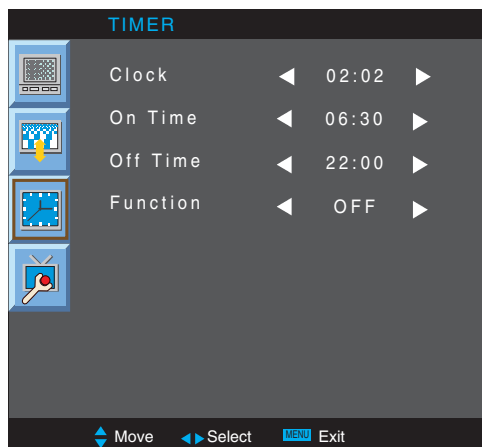 TIMER
Clock 02:02
On Time 06:30
Off Time 22:00
Function OFF
Move Select MENU Exit